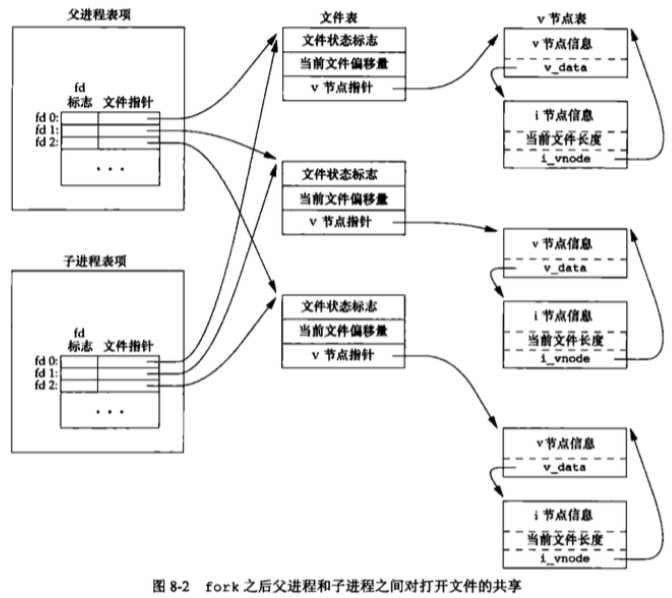 父进程表项
fd
标志 文件指针
fd 0:
fd 1:
fd 2:
• • •
子进程表项
fd
标志 文件指针
fd 0:
fd 1:
fd 2:
• • •
文件表
文件状态标志
当前文件偏移量
v 节点指针
文件状态标志
当前文件偏移量
v 节点指针
文件状态标志
当前文件偏移量
v 节点指针
v 节点表
v 节点信息
v_data
i 节点信息
当前文件长度
i_vnode
v 节点信息
v_data
i 节点信息
当前文件长度
i_vnode
v 节点信息
v_data
i 节点信息
当前文件长度
i_vnode
图 8-2 fork 之后父进程和子进程之间对打开文件的共享